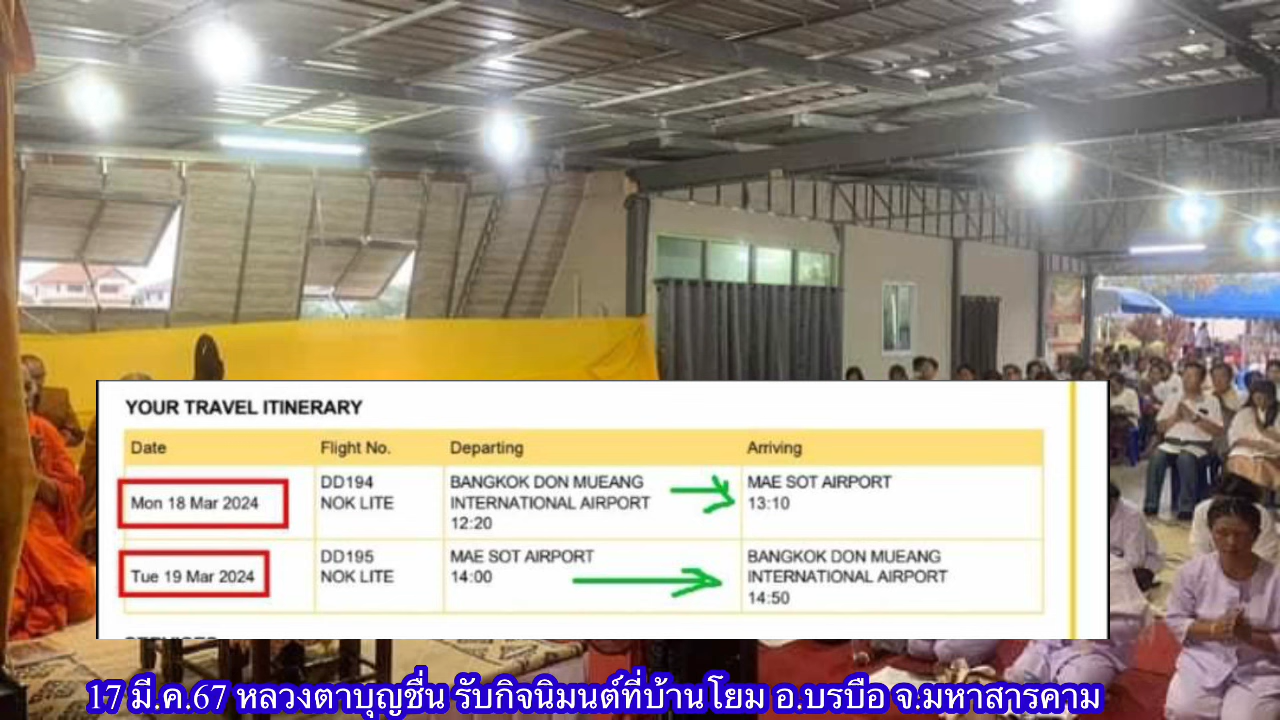 YOUR TRAVEL ITINERARY
Date Flight No. Departing Arriving
Mon 18 Mar 2024
DD194
NOK LITE
BANGKOK DON MUEANG
INTERNATIONAL AIRPORT
12:20
MAE SOT AIRPORT
13:10
Tue 19 Mar 2024
DD195
NOK LITE
MAE SOT AIRPORT
14:00
BANGKOK DON MUEANG
INTERNATIONAL AIRPORT
14:50
17 มี.ค.67 หลวงตาบุญชื่น รับกิจนิมนต์ที่บ้านโยม อ.บรบือ จ.มหาสารคาม